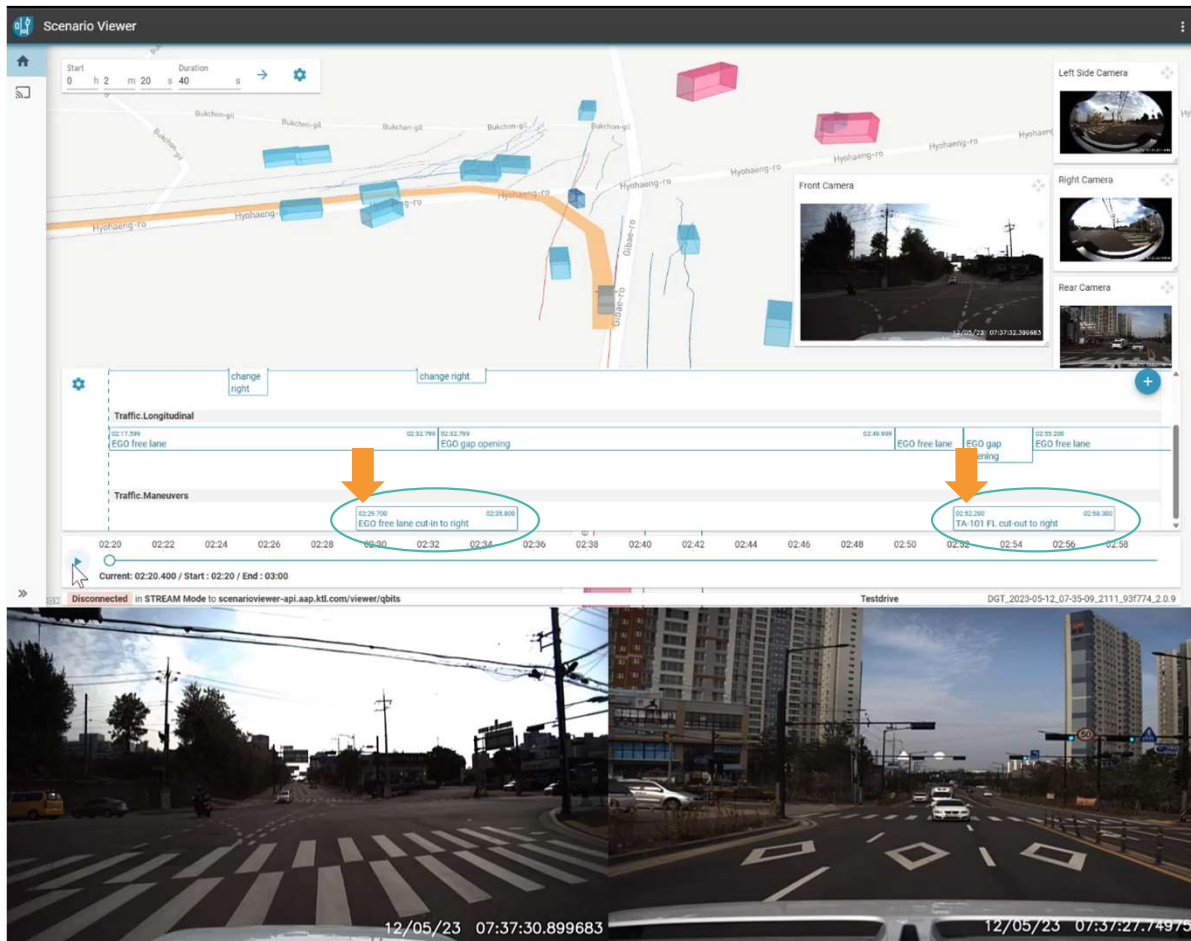 Scenario Viewer
Start
Duration
0 h 2 m 20 s 40 s
Bukchon-gil
Bukchon-gil
Bukchon-gil
Bukchon-gil
Bukchon-gil
Bukchon-gil
Hyohaeng-ro
Hyohaeng-ro
Hyohaeng-ro
Hyohaeng-ro
Hyohaeng-ro
Hyohaeng-ro
Hyohaeng-ro
Gibae-ro
Gibae-ro
Left Side Camera
Right Camera
Front Camera
12/05/23 07:37:32.399683
Rear Camera
change
right
change right
Traffic.Longitudinal
02:17.599 02:32.799 02:32.799 02:49.999 02:55.200
EGO free lane EGO gap opening EGO free lane EGO gap EGO free lane
Traffic.Maneuvers
02:29.700 02:35.800 02:52.200 02:58.300
EGO free lane cut-in to right TA-101 FL cut-out to right
02:20 02:22 02:24 02:26 02:28 02:30 02:32 02:34 02:36 02:38 02:40 02:42 02:44 02:46 02:48 02:50 02:52 02:54 02:56 02:58
Current: 02:20.400 / Start : 02:20 / End : 03:00
Disconnected in STREAM Mode to scenarioviewer-api.aap.ktl.com/viewer/qbits Testdrive DGT_2023-05-12_07-35-09_2111_93f774_2.0.9
50
12/05/23 07:37:30.899683
12/05/23 07:37:27.74975